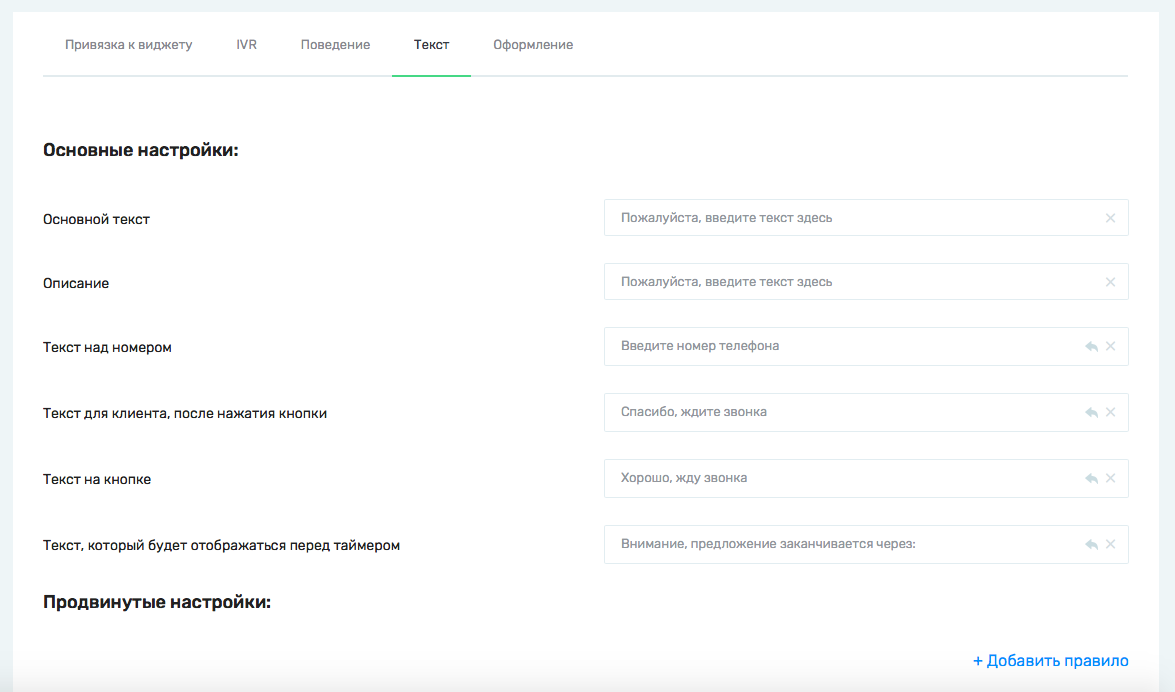 Привязка к виджету IVR Поведение Текст Оформление
Основные настройки:
Основной текст Пожалуйста, введите текст здесь
Описание Пожалуйста, введите текст здесь
Текст над номером Введите номер телефона
Текст для клиента, после нажатия кнопки Спасибо, ждите звонка
Текст на кнопке Хорошо, жду звонка
Текст, который будет отображаться перед таймером Внимание, предложение заканчивается через:
Продвинутые настройки:
+ Добавить правило